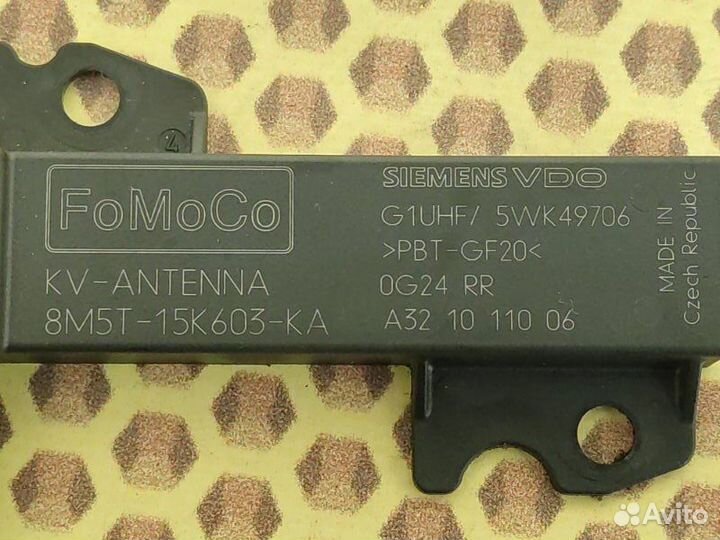 4
FoMoCo
KV-ANTENNA
8M5T-15K603-KA
SIEMENS VDO
G1UHF/ 5WK49706
>PBT-GF20<
0G24 RR
A32 10 110 06
MADE IN
Czech Republic
Avito